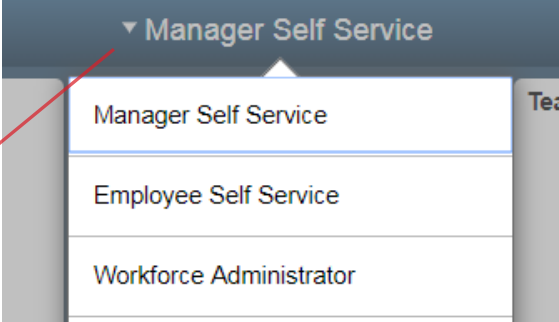 Manager Self Service
Manager Self Service
Employee Self Service
Workforce Administrator